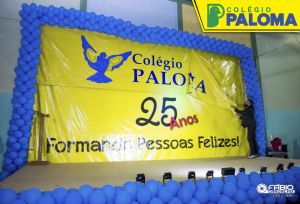 COLÉGIO
PALOMA
Colégio
PALOMA
25
Anos
Formando Pessoas Felizes!
FÁBIO